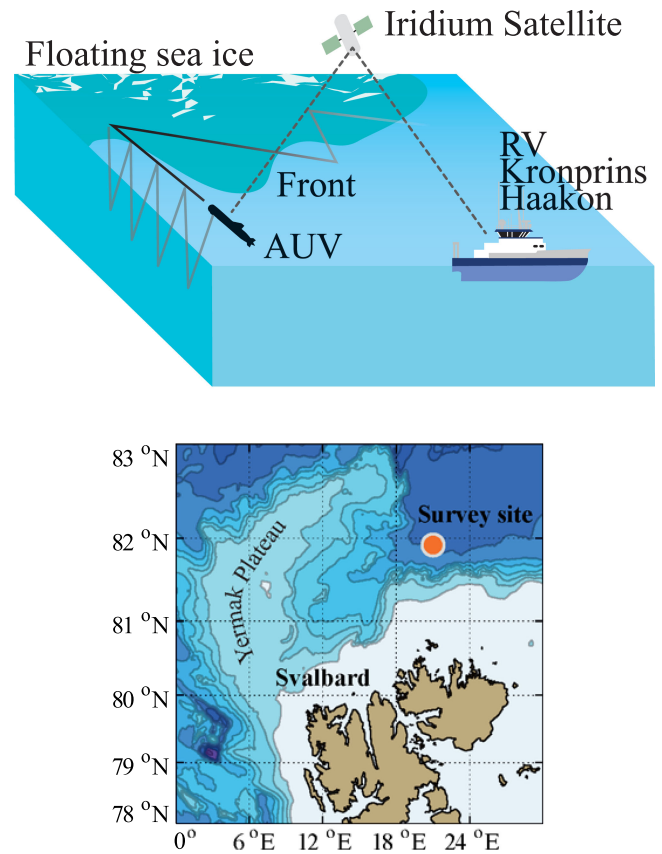 Iridium Satellite
Floating sea ice
RV
Kronprins
Haakon
Front
AUV
83 °N
82 °N
81 °N
80 °N
79 °N
78 °N
Survey site
Yermak Plateau
Svalbard
0° 6 °E 12 °E 18 °E 24 °E